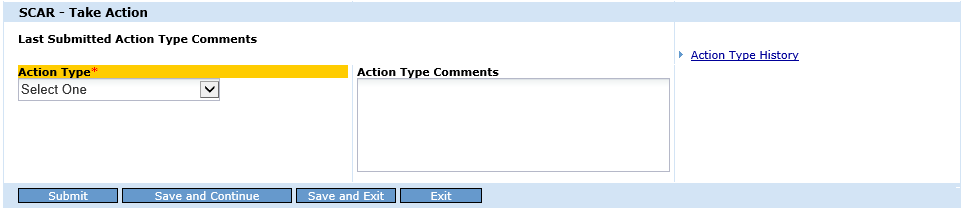 SCAR - Take Action
Last Submitted Action Type Comments
Action Type History
Action Type*
Action Type Comments
Select One
Submit
Save and Continue
Save and Exit
Exit